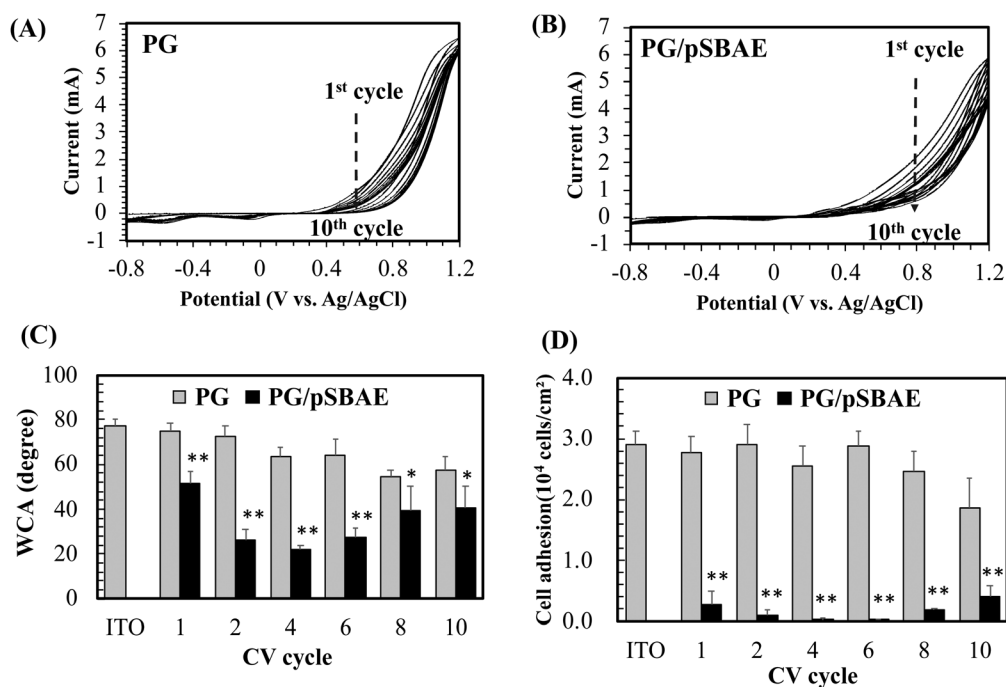 (A)
PG
7
6
5
4
3
2
1
0
-1
Current (mA)
1st cycle
10th cycle
-0.8 -0.4 0 0.4 0.8 1.2
Potential (V vs. Ag/AgCl)
(B)
PG/pSBAE
7
6
5
4
3
2
1
0
-1
Current (mA)
1st cycle
10th cycle
-0.8 -0.4 0 0.4 0.8 1.2
Potential (V vs. Ag/AgCl)
(C)
PG PG/pSBAE
100
80
60
40
20
0
WCA (degree)
** ** ** ** * *
ITO 1 2 4 6 8 10
CV cycle
(D)
PG PG/pSBAE
4.0
3.0
2.0
1.0
0.0
Cell adhesion(10⁴ cells/cm²)
** ** ** ** ** **
ITO 1 2 4 6 8 10
CV cycle